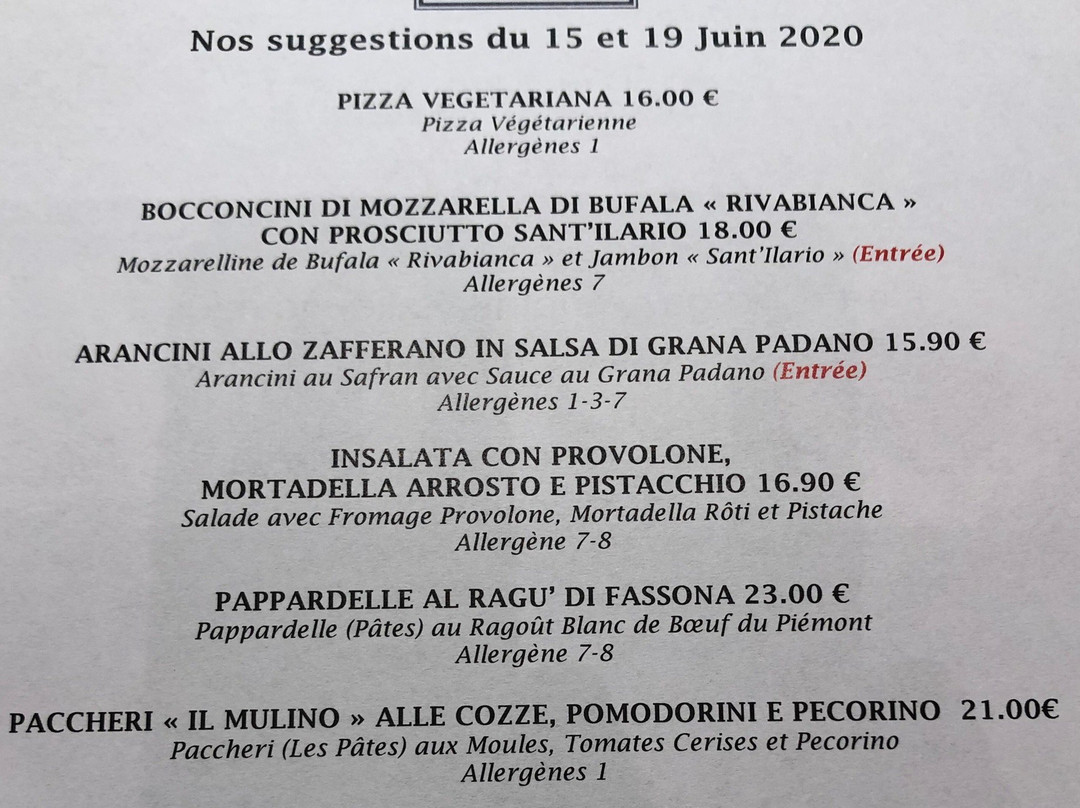 Nos suggestions du 15 et 19 Juin 2020
PIZZA VEGETARIANA 16.00 €
Pizza Végétarienne
Allergènes 1
BOCCONCINI DI MOZZARELLA DI BUFALA « RIVABIANCA »
CON PROSCIUTTO SANT'ILARIO 18.00 €
Mozzarelline de Bufala « Rivabianca » et Jambon « Sant'Ilario » (Entrée)
Allergènes 7
ARANCINI ALLO ZAFFERANO IN SALSA DI GRANA PADANO 15.90 €
Arancini au Safran avec Sauce au Grana Padano (Entrée)
Allergènes 1-3-7
INSALATA CON PROVOLONE,
MORTADELLA ARROSTO E PISTACCHIO 16.90 €
Salade avec Fromage Provolone, Mortadella Rôti et Pistache
Allergène 7-8
PAPPARDELLE AL RAGU' DI FASSONA 23.00 €
Pappardelle (Pâtes) au Ragoût Blanc de Bœuf du Piémont
Allergène 7-8
PACCHERI « IL MULINO » ALLE COZZE, POMODORINI E PECORINO 21.00€
Paccheri (Les Pâtes) aux Moules, Tomates Cerises et Pecorino
Allergènes 1